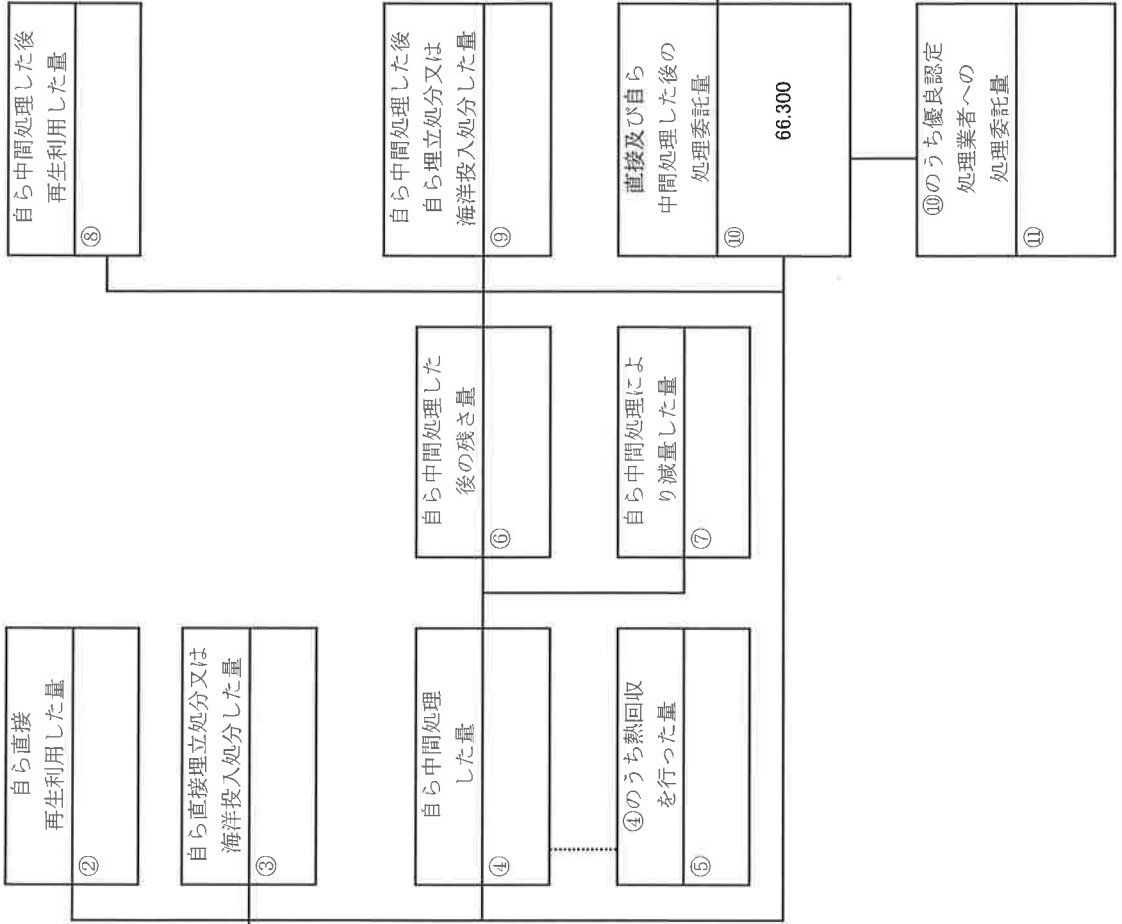 自ら直接
再生利用した量
②
自ら直接埋立処分又は
海洋投入処分した量
③
自ら中間処理
した量
④
④のうち熱回収
を行った量
⑤
自ら中間処理した
後の残さ量
⑥
自ら中間処理によ
り減量した量
⑦
自ら中間処理した後
再生利用した量
⑧
自ら中間処理した後
自ら埋立処分又は
海洋投入処分した量
⑨
直接及び自ら
中間処理した後の
処理委託量
⑩
66.300
⑩のうち優良認定
処理業者への
処理委託量
⑪